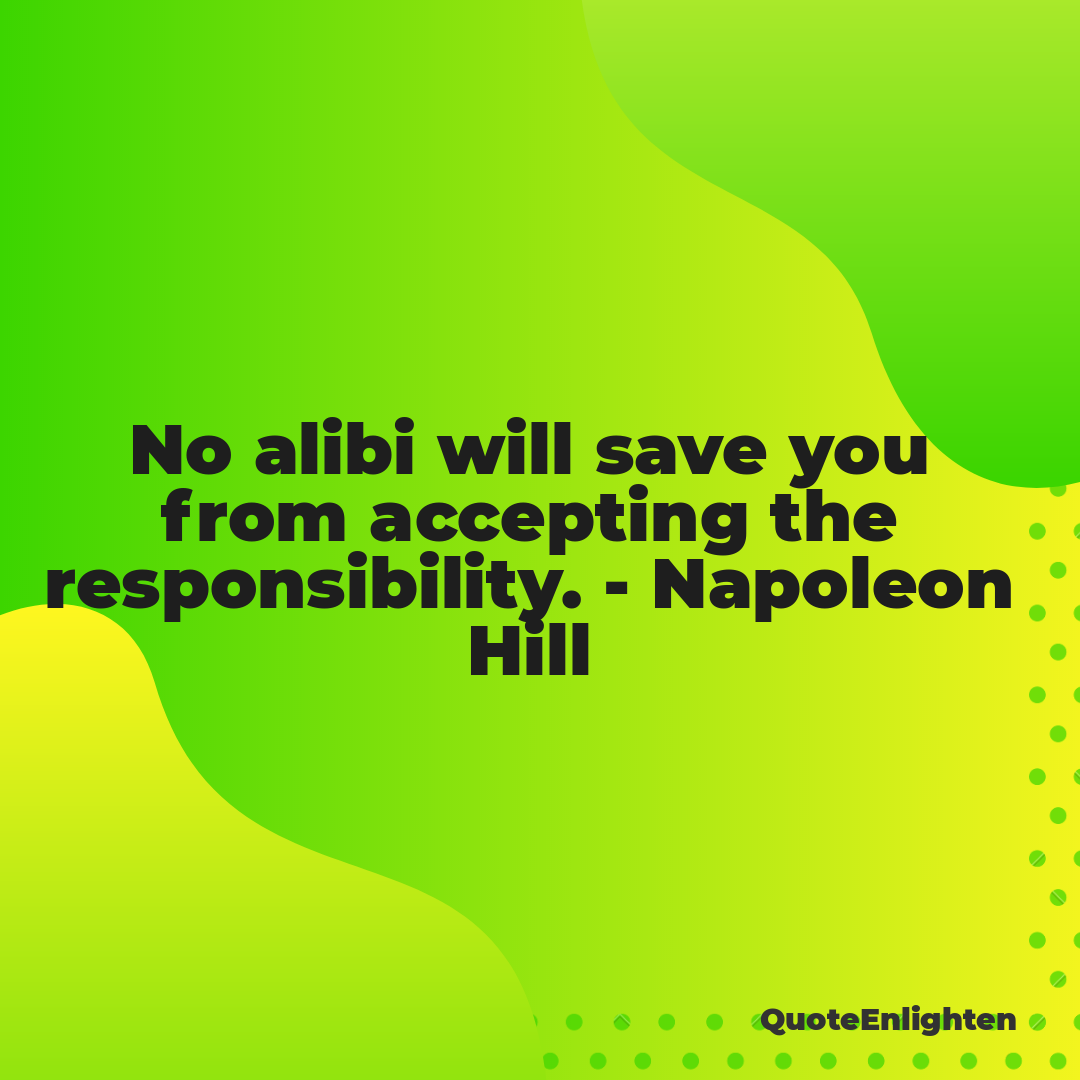 No alibi will save you
from accepting the
responsibility. - Napoleon
Hill
QuoteEnlighten